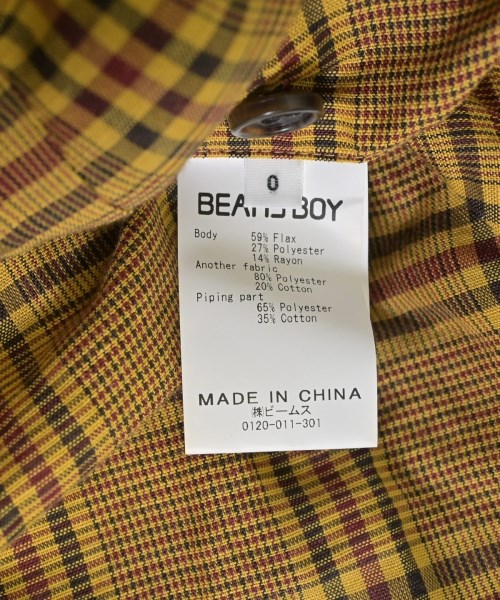 0
BEAMS BOY
Body 59% Flax
27% Polyester
14% Rayon
Another fabric
80% Polyester
20% Cotton
Piping part
65% Polyester
35% Cotton
MADE IN CHINA
㈱ビームス
0120-011-301